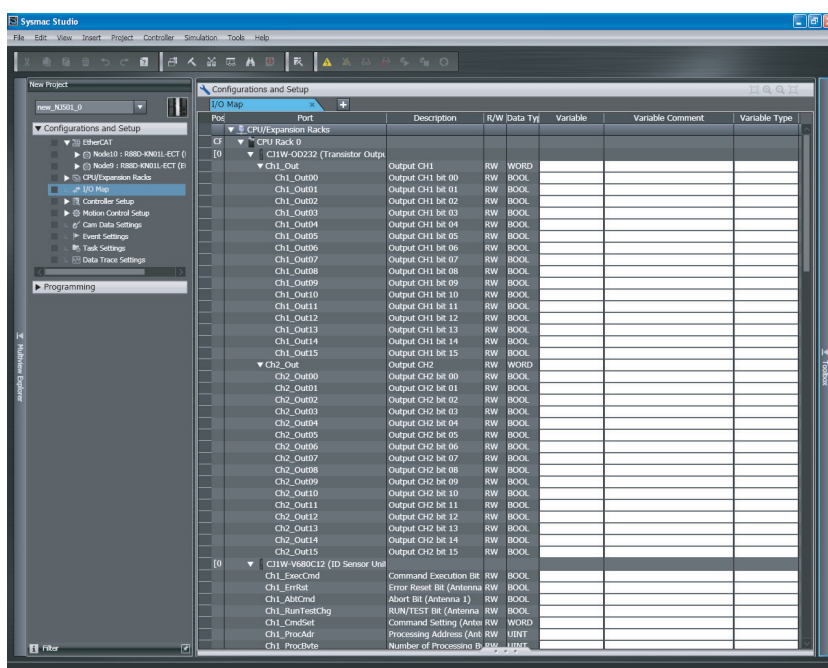 Sysmac Studio
File Edit View Insert Project Controller Simulation Tools Help
New Project
new_NJ501_0
Configurations and Setup
EtherCAT
Node10 : R88D-KN01L-ECT (
Node9 : R88D-KN01L-ECT (E
CPU/Expansion Racks
I/O Map
Controller Setup
Motion Control Setup
Cam Data Settings
Event Settings
Task Settings
Data Trace Settings
Programming
Multiview Explorer
Filter
Configurations and Setup
I/O Map
Pos Port Description R/W Data Ty Variable Variable Comment Variable Type
CPU/Expansion Racks
CPU Rack 0
[0 CJ1W-OD232 (Transistor Outpu
Ch1_Out Output CH1 RW WORD
Ch1_Out00 Output CH1 bit 00 RW BOOL
Ch1_Out01 Output CH1 bit 01 RW BOOL
Ch1_Out02 Output CH1 bit 02 RW BOOL
Ch1_Out03 Output CH1 bit 03 RW BOOL
Ch1_Out04 Output CH1 bit 04 RW BOOL
Ch1_Out05 Output CH1 bit 05 RW BOOL
Ch1_Out06 Output CH1 bit 06 RW BOOL
Ch1_Out07 Output CH1 bit 07 RW BOOL
Ch1_Out08 Output CH1 bit 08 RW BOOL
Ch1_Out09 Output CH1 bit 09 RW BOOL
Ch1_Out10 Output CH1 bit 10 RW BOOL
Ch1_Out11 Output CH1 bit 11 RW BOOL
Ch1_Out12 Output CH1 bit 12 RW BOOL
Ch1_Out13 Output CH1 bit 13 RW BOOL
Ch1_Out14 Output CH1 bit 14 RW BOOL
Ch1_Out15 Output CH1 bit 15 RW BOOL
Ch2_Out Output CH2 RW WORD
Ch2_Out00 Output CH2 bit 00 RW BOOL
Ch2_Out01 Output CH2 bit 01 RW BOOL
Ch2_Out02 Output CH2 bit 02 RW BOOL
Ch2_Out03 Output CH2 bit 03 RW BOOL
Ch2_Out04 Output CH2 bit 04 RW BOOL
Ch2_Out05 Output CH2 bit 05 RW BOOL
Ch2_Out06 Output CH2 bit 06 RW BOOL
Ch2_Out07 Output CH2 bit 07 RW BOOL
Ch2_Out08 Output CH2 bit 08 RW BOOL
Ch2_Out09 Output CH2 bit 09 RW BOOL
Ch2_Out10 Output CH2 bit 10 RW BOOL
Ch2_Out11 Output CH2 bit 11 RW BOOL
Ch2_Out12 Output CH2 bit 12 RW BOOL
Ch2_Out13 Output CH2 bit 13 RW BOOL
Ch2_Out14 Output CH2 bit 14 RW BOOL
Ch2_Out15 Output CH2 bit 15 RW BOOL
[0 CJ1W-V680C12 (ID Sensor Unit
Ch1_ExecCmd Command Execution Bit RW BOOL
Ch1_ErrRst Error Reset Bit (Antenna RW BOOL
Ch1_AbtCmd Abort Bit (Antenna 1) RW BOOL
Ch1_RunTestChg RUN/TEST Bit (Antenna RW BOOL
Ch1_CmdSet Command Setting (Anter RW WORD
Ch1_ProcAdr Processing Address (Ant RW UINT
Ch1_ProcByte Number of Processing B RW UINT
Toolbox